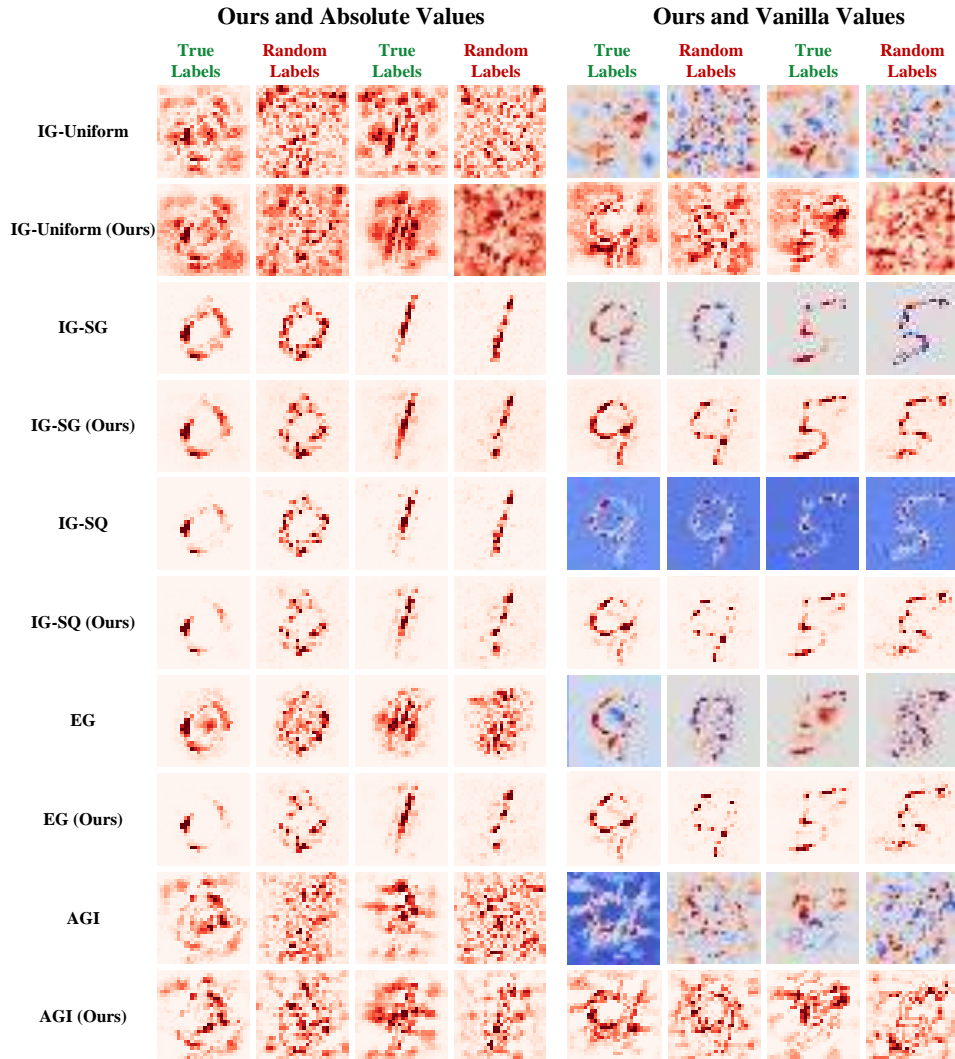 Ours and Absolute Values
Ours and Vanilla Values
True Labels
Random Labels
True Labels
Random Labels
True Labels
Random Labels
True Labels
Random Labels
IG-Uniform
IG-Uniform (Ours)
IG-SG
IG-SG (Ours)
IG-SQ
IG-SQ (Ours)
EG
EG (Ours)
AGI
AGI (Ours)